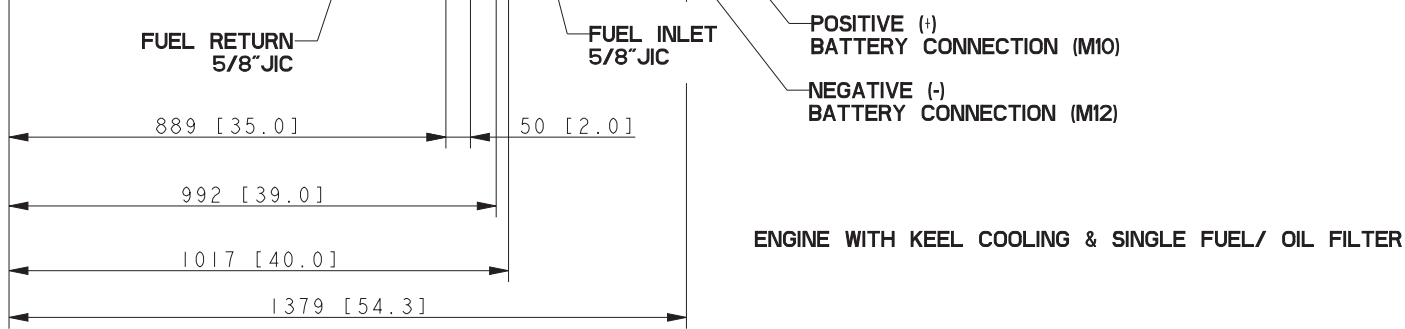 FUEL RETURN
5/8"JIC
FUEL INLET
5/8"JIC
POSITIVE (+)
BATTERY CONNECTION (M10)
NEGATIVE (-)
BATTERY CONNECTION (M12)
889 [35.0]
50 [2.0]
992 [39.0]
ENGINE WITH KEEL COOLING & SINGLE FUEL/ OIL FILTER
1017 [40.0]
1379 [54.3]